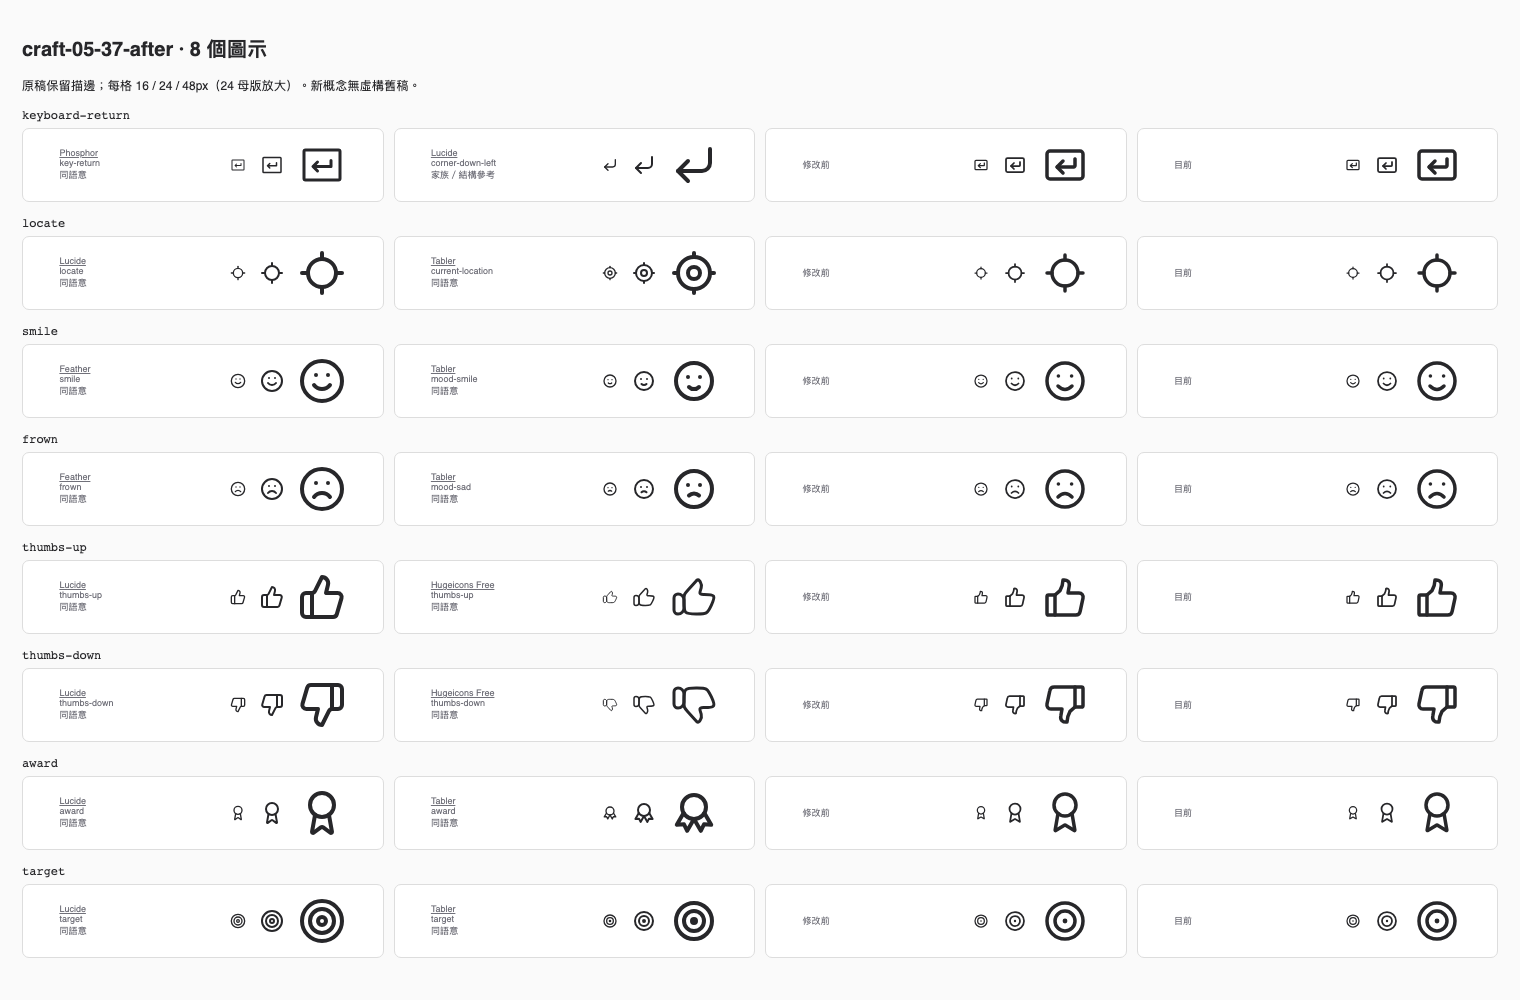 craft-05-37-after · 8 個圖示
原稿保留描邊；每格 16 / 24 / 48px（24 母版放大）。新概念無虛構舊稿。
keyboard-return
Phosphor
key-return
同語意
Lucide
corner-down-left
家族 / 結構參考
修改前
目前
locate
Lucide
locate
同語意
Tabler
current-location
同語意
修改前
目前
smile
Feather
smile
同語意
Tabler
mood-smile
同語意
修改前
目前
frown
Feather
frown
同語意
Tabler
mood-sad
同語意
修改前
目前
thumbs-up
Lucide
thumbs-up
同語意
Hugeicons Free
thumbs-up
同語意
修改前
目前
thumbs-down
Lucide
thumbs-down
同語意
Hugeicons Free
thumbs-down
同語意
修改前
目前
award
Lucide
award
同語意
Tabler
award
同語意
修改前
目前
target
Lucide
target
同語意
Tabler
target
同語意
修改前
目前